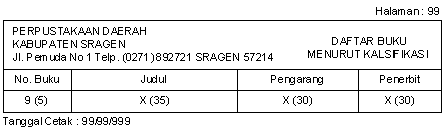 Halaman : 99
PERPUSTAKAAN DAERAH
KABUPATEN SRAGEN
Jl. Pemuda No 1 Telp. (0271) 892721 SRAGEN 57214
DAFTAR BUKU
MENURUT KALSIFIKASI
No. Buku Judul Pengarang Penerbit
9 (5) X (35) X (30) X (30)
Tanggal Cetak : 99/99/999